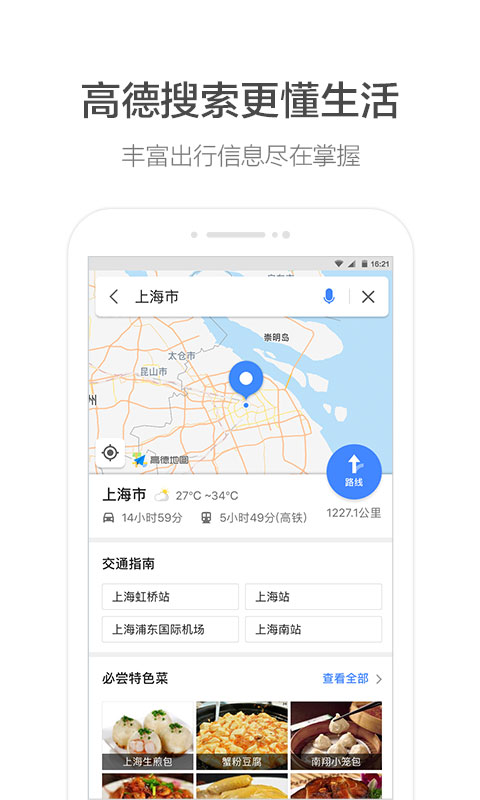 高德搜索更懂生活
丰富出行信息尽在掌握
16:21
上海市
崇明岛
太仓市
昆山市
州
高德地图
路线
上海市 27°C ~34°C
1227.1公里
14小时59分 5小时49分(高铁)
交通指南
上海虹桥站 上海站
上海浦东国际机场 上海南站
必尝特色菜 查看全部
上海生煎包 蟹粉豆腐 南翔小笼包